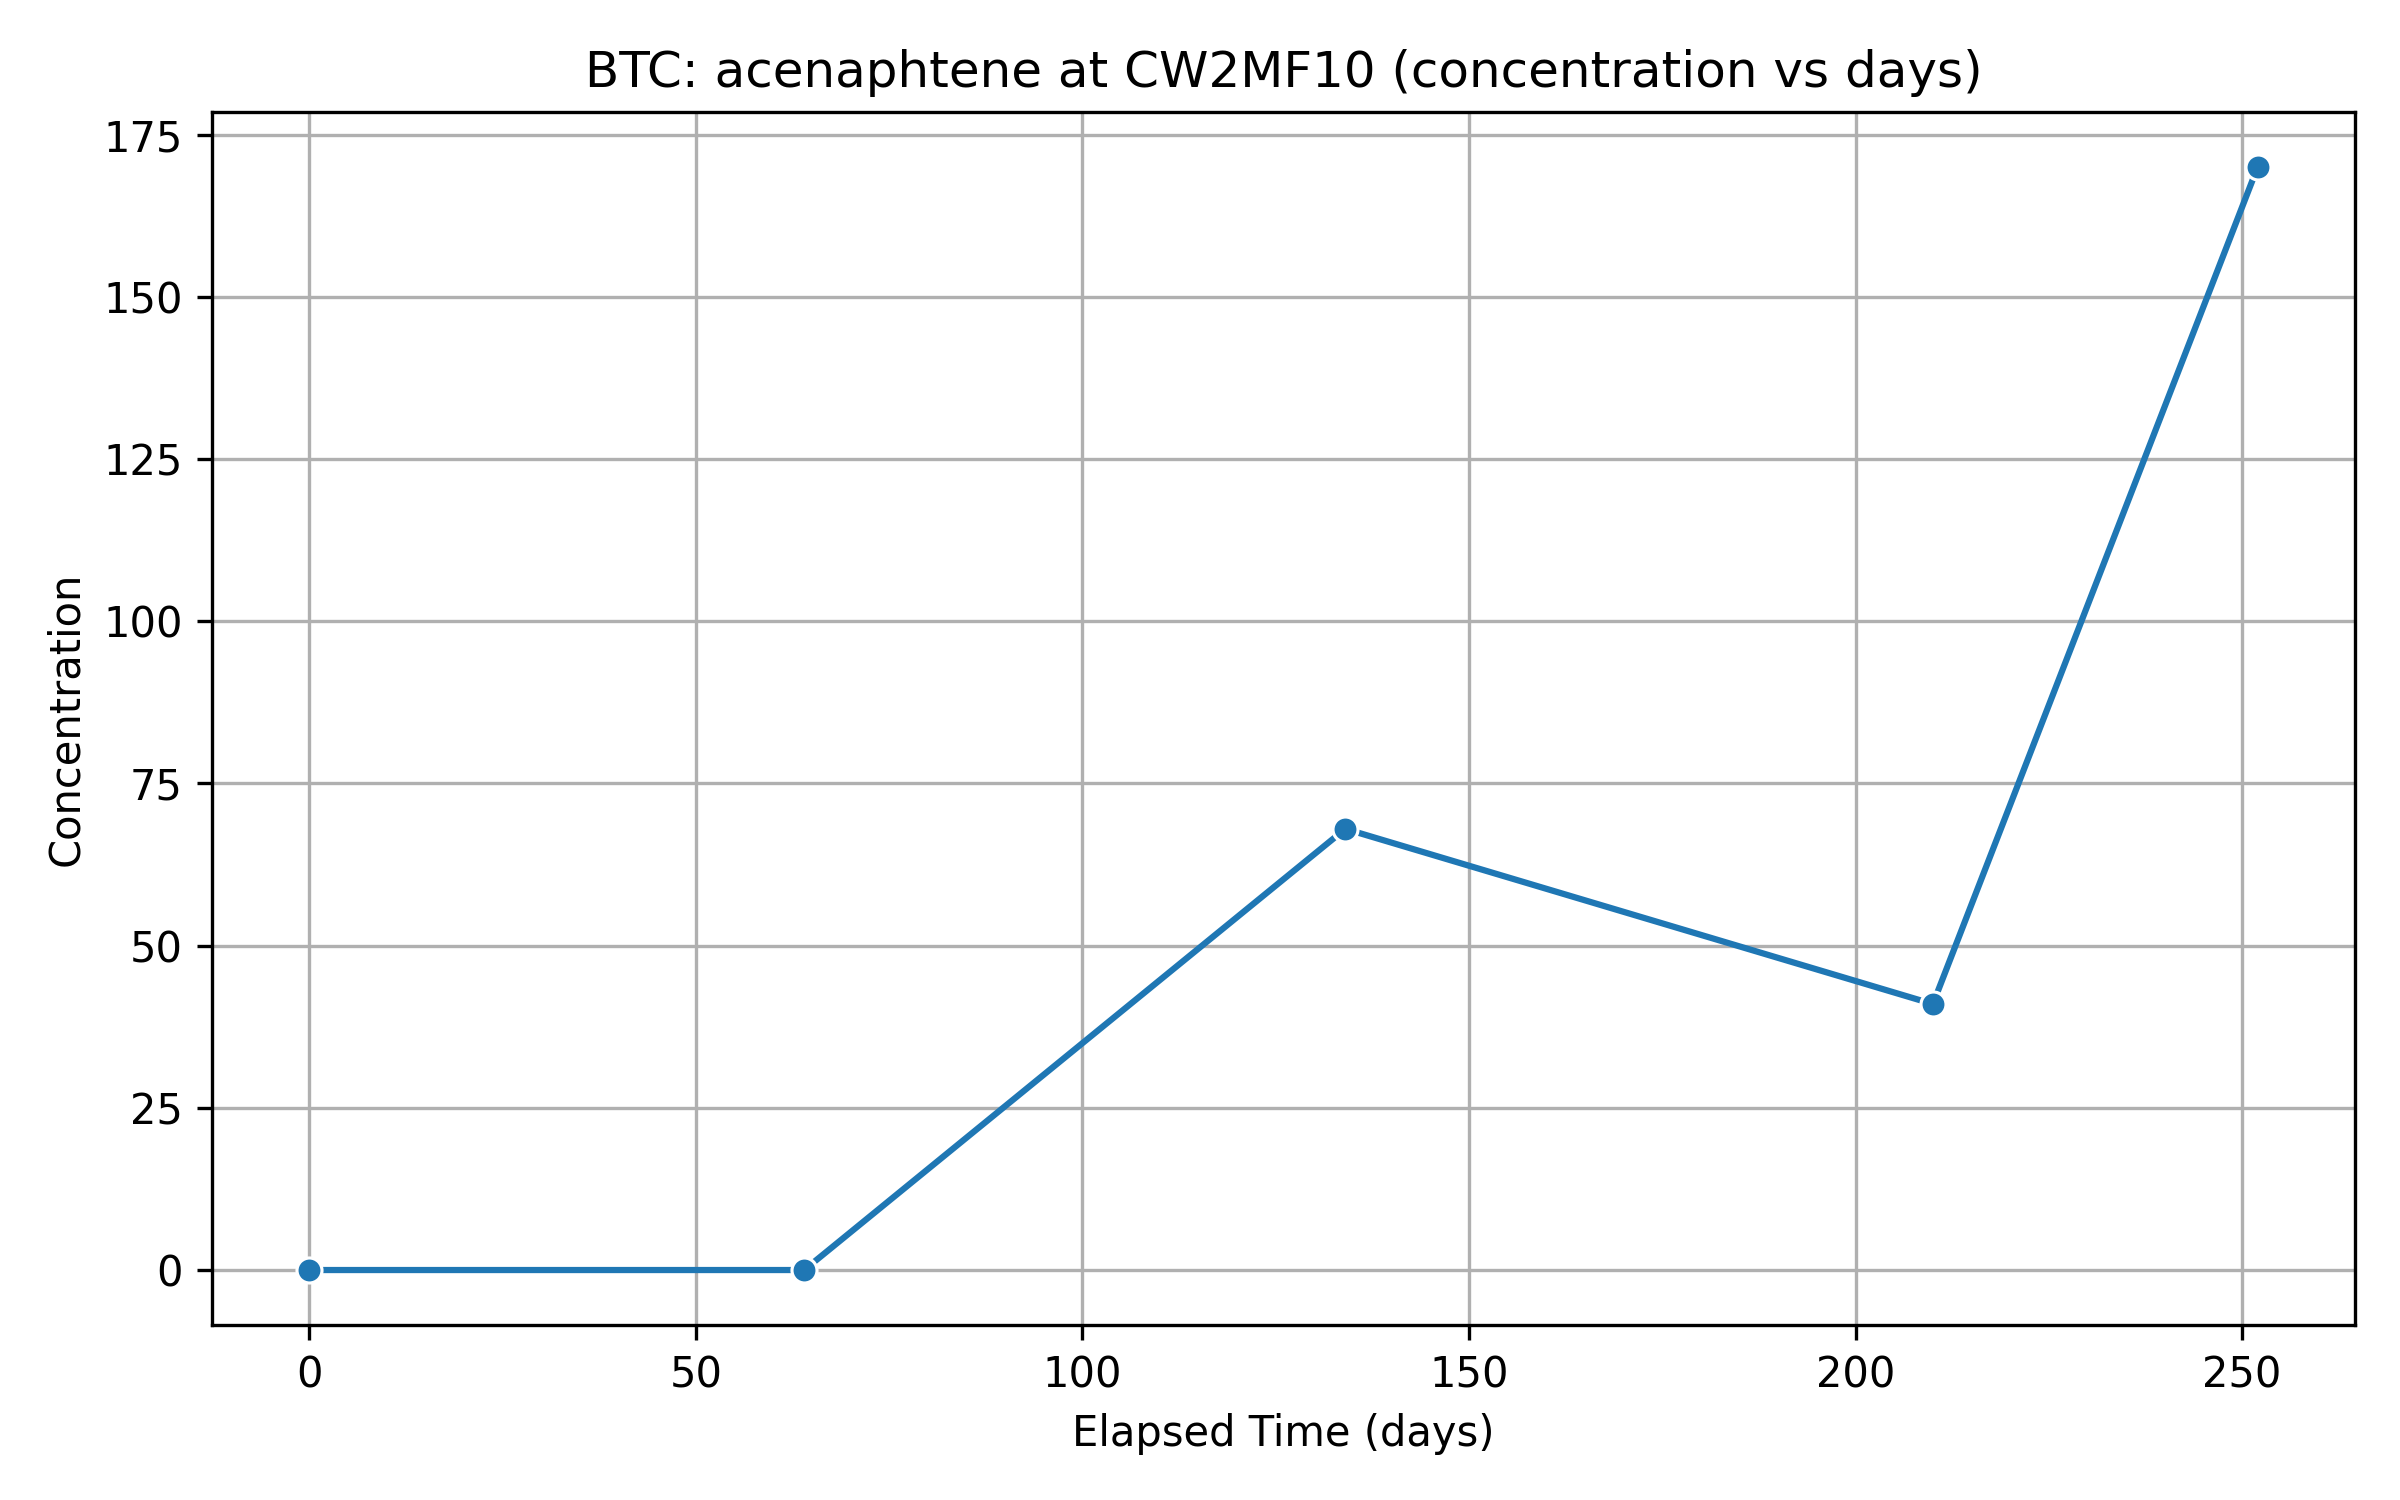 BTC: acenaphtene at CW2MF10 (concentration vs days)
175
150
125
100
75
50
25
0
Concentration
0 50 100 150 200 250
Elapsed Time (days)